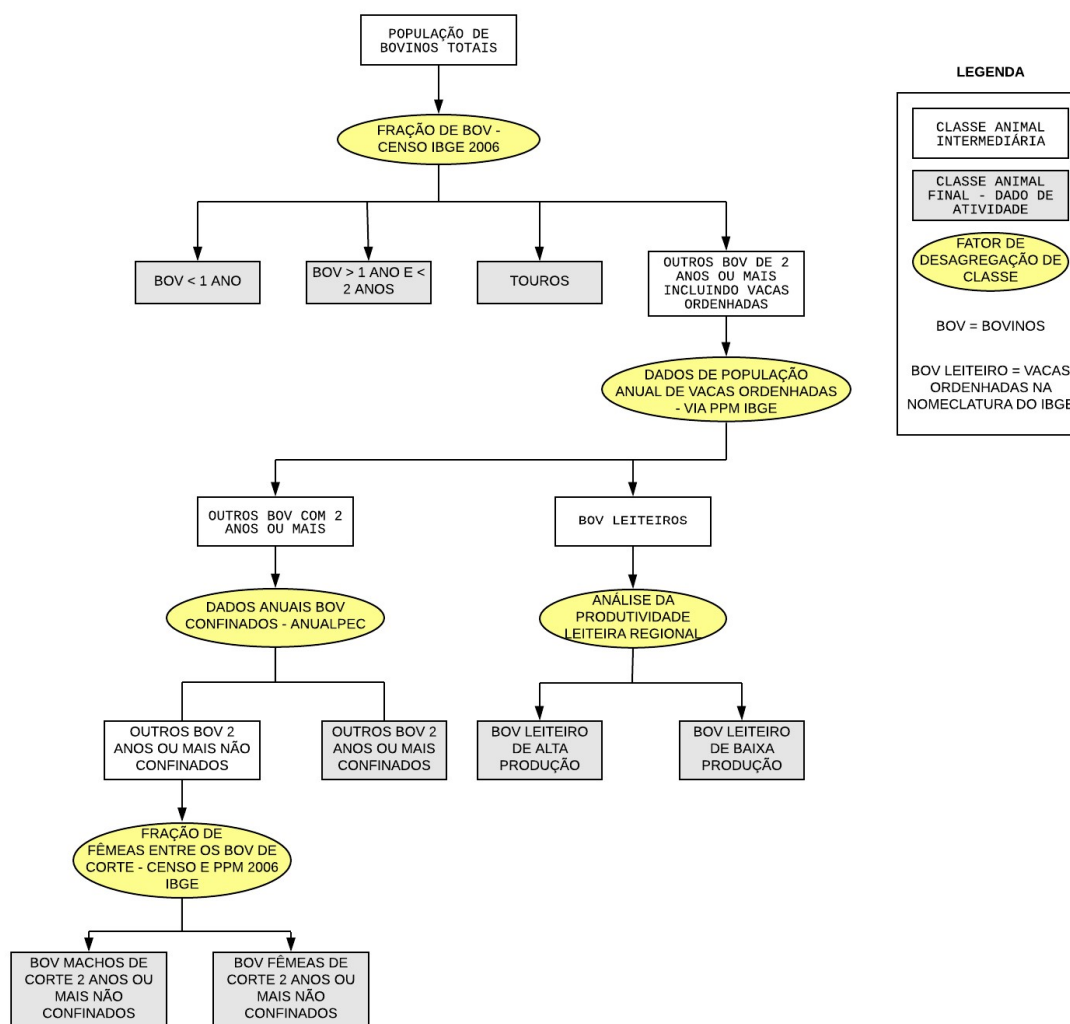 POPULAÇÃO DE
BOVINOS TOTAIS
FRAÇÃO DE BOV -
CENSO IBGE 2006
BOV < 1 ANO
BOV > 1 ANO E <
2 ANOS
TOUROS
OUTROS BOV DE 2
ANOS OU MAIS
INCLUINDO VACAS
ORDENHADAS
DADOS DE POPULAÇÃO
ANUAL DE VACAS ORDENHADAS
- VIA PPM IBGE
OUTROS BOV COM 2
ANOS OU MAIS
BOV LEITEIROS
DADOS ANUAIS BOV
CONFINADOS - ANUALPEC
ANÁLISE DA
PRODUTIVIDADE
LEITEIRA REGIONAL
OUTROS BOV 2
ANOS OU MAIS NÃO
CONFINADOS
OUTROS BOV 2
ANOS OU MAIS
CONFINADOS
BOV LEITEIRO
DE ALTA
PRODUÇÃO
BOV LEITEIRO
DE BAIXA
PRODUÇÃO
FRAÇÃO DE
FÊMEAS ENTRE OS BOV DE
CORTE - CENSO E PPM 2006
IBGE
BOV MACHOS DE
CORTE 2 ANOS OU
MAIS NÃO
CONFINADOS
BOV FÊMEAS DE
CORTE 2 ANOS OU
MAIS NÃO
CONFINADOS
LEGENDA
CLASSE ANIMAL
INTERMEDIÁRIA
CLASSE ANIMAL
FINAL - DADO DE
ATIVIDADE
FATOR DE
DESAGREGAÇÃO DE
CLASSE
BOV = BOVINOS
BOV LEITEIRO = VACAS
ORDENHADAS NA
NOMECLATURA DO IBGE